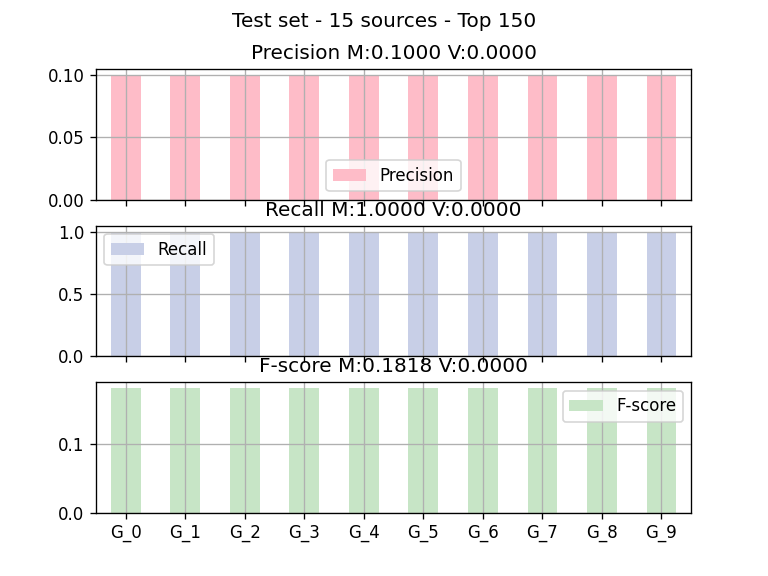 Test set - 15 sources - Top 150
Precision M:0.1000 V:0.0000
0.10
0.05
0.00
Precision
Recall M:1.0000 V:0.0000
1.0
0.5
0.0
Recall
F-score M:0.1818 V:0.0000
0.1
0.0
F-score
G_0 G_1 G_2 G_3 G_4 G_5 G_6 G_7 G_8 G_9